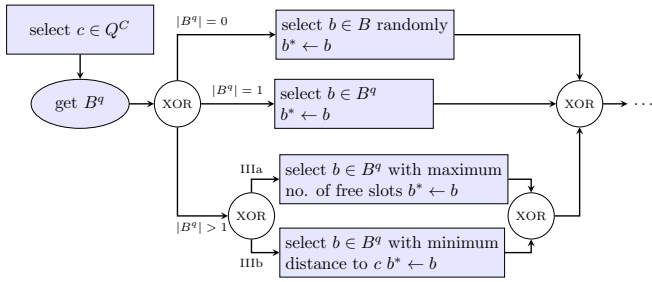 select c ∈ Q^C
get B^q
XOR
|B^q| = 0
select b ∈ B randomly
b* ← b
|B^q| = 1
select b ∈ B^q
b* ← b
|B^q| > 1
XOR
IIIa
select b ∈ B^q with maximum
no. of free slots b* ← b
IIIb
select b ∈ B^q with minimum
distance to c b* ← b
XOR
XOR
···